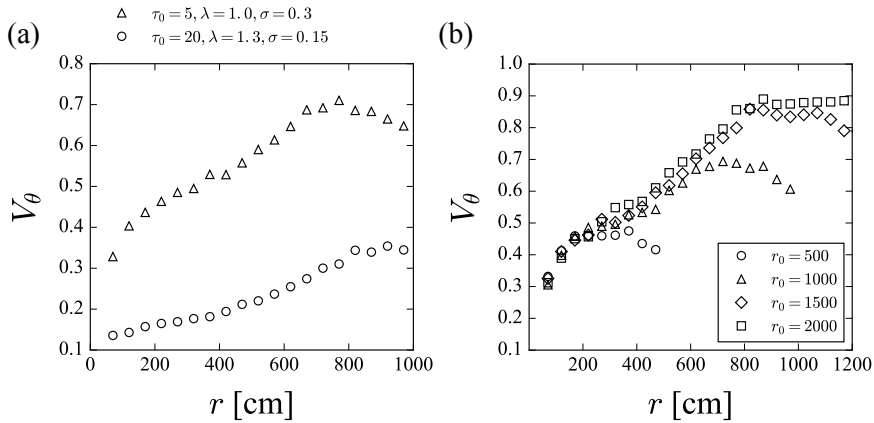 (a)
△ τ₀ = 5, λ = 1.0, σ = 0.3
○ τ₀ = 20, λ = 1.3, σ = 0.15
0.8
0.7
0.6
0.5
0.4
0.3
0.2
0.1
V_θ
0 200 400 600 800 1000
r [cm]
(b)
1.0
0.9
0.8
0.7
0.6
0.5
0.4
0.3
0.2
0.1
V_θ
200 400 600 800 1000 1200
r [cm]
○ r₀ = 500
△ r₀ = 1000
◇ r₀ = 1500
□ r₀ = 2000